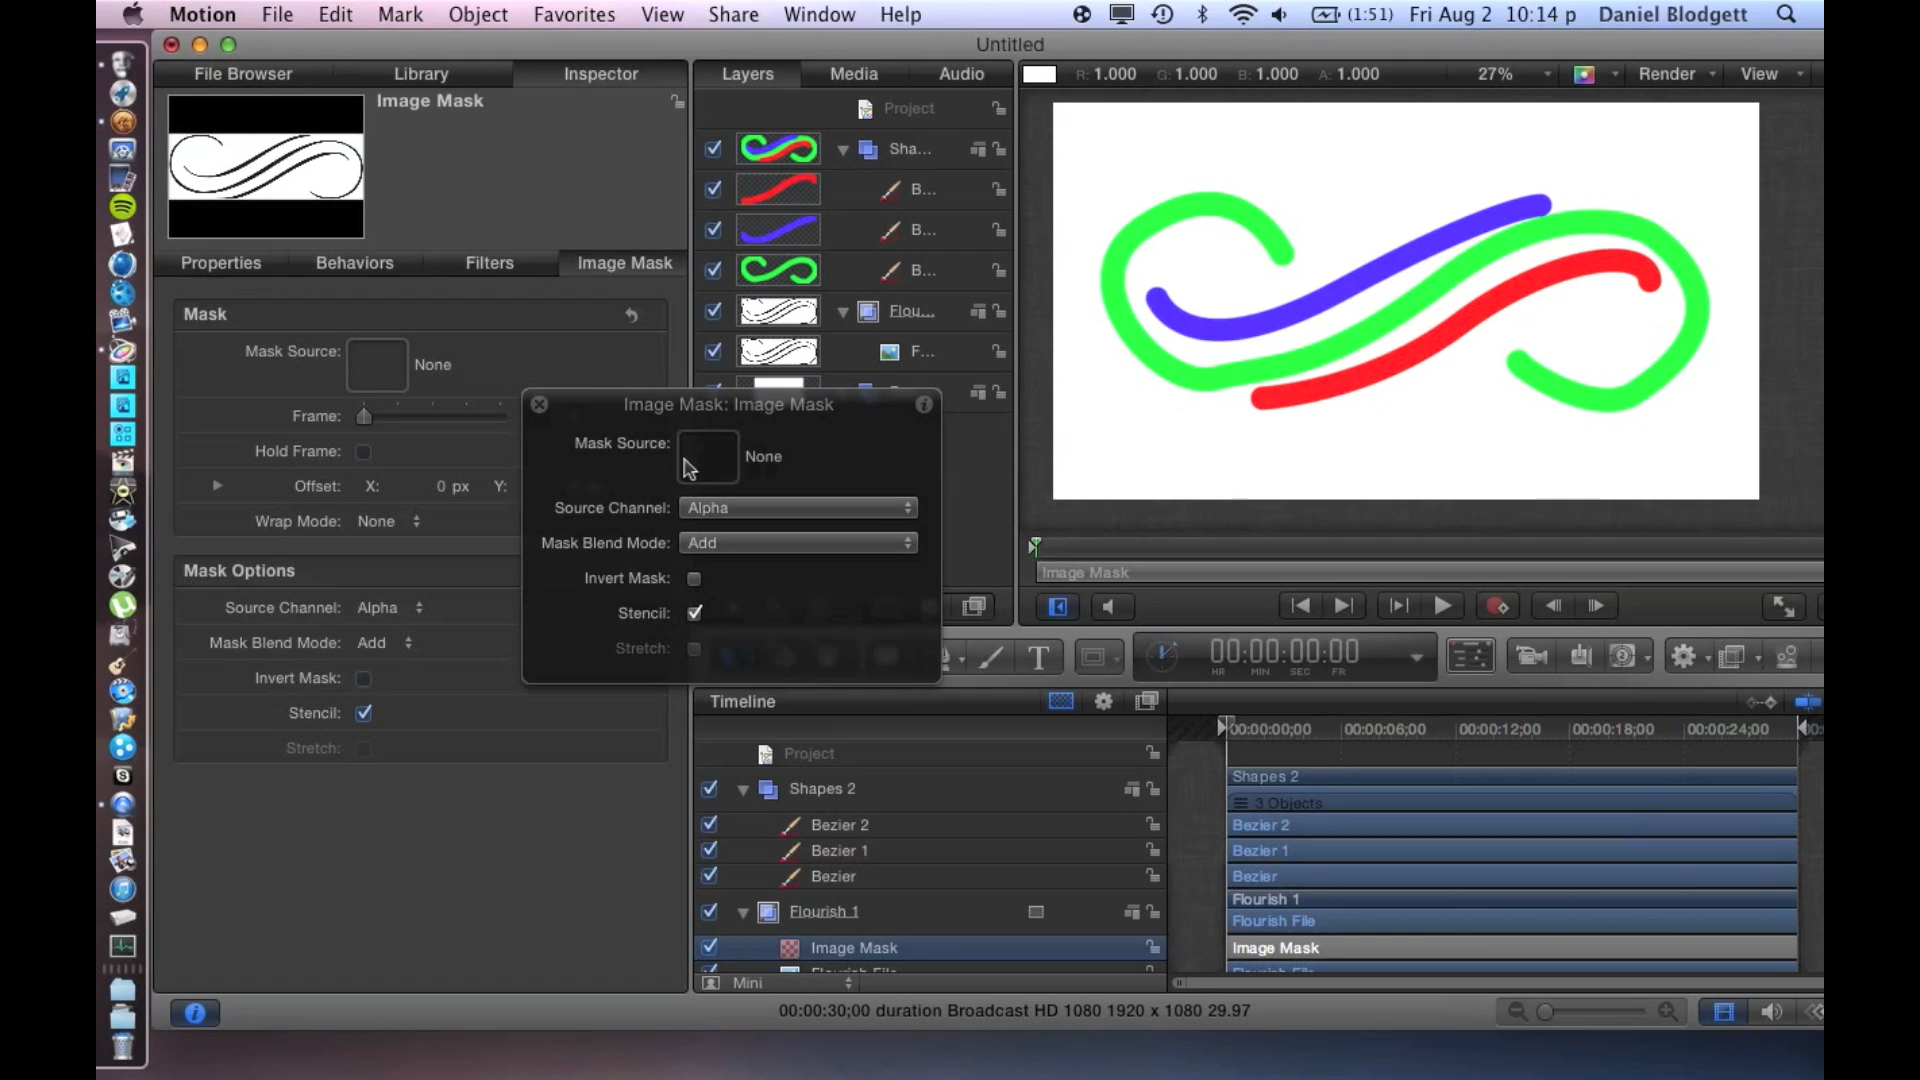 Motion File Edit Mark Object Favorites View Share Window Help (1:51) Fri Aug 2 10:14 p Daniel Blodgett
Untitled
File Browser Library Inspector Layers Media Audio R: 1.000 G: 1.000 B: 1.000 A: 1.000 27% Render View
Image Mask
Project
Sha...
B...
B...
Properties Behaviors Filters Image Mask
B...
Mask
Flou...
Mask Source: None
F...
Image Mask: Image Mask
Mask Source: None
Frame:
Hold Frame:
Offset: X: 0 px Y:
Wrap Mode: None
Source Channel: Alpha
Mask Blend Mode: Add
Invert Mask:
Stencil:
Stretch:
Image Mask
Mask Options
Source Channel: Alpha
Mask Blend Mode: Add
Invert Mask:
Stencil:
Stretch:
T
00:00:00:00
HR MIN SEC FR
Timeline
00:00:00;00 00:00:06;00 00:00:12;00 00:00:18;00 00:00:24;00
Project
Shapes 2 Shapes 2
3 Objects
Bezier 2 Bezier 2
Bezier 1 Bezier 1
Bezier Bezier
Flourish 1 Flourish 1
Flourish File
Image Mask Image Mask
Flourish File Flourish File
Mini
00:00:30;00 duration Broadcast HD 1080 1920 x 1080 29.97